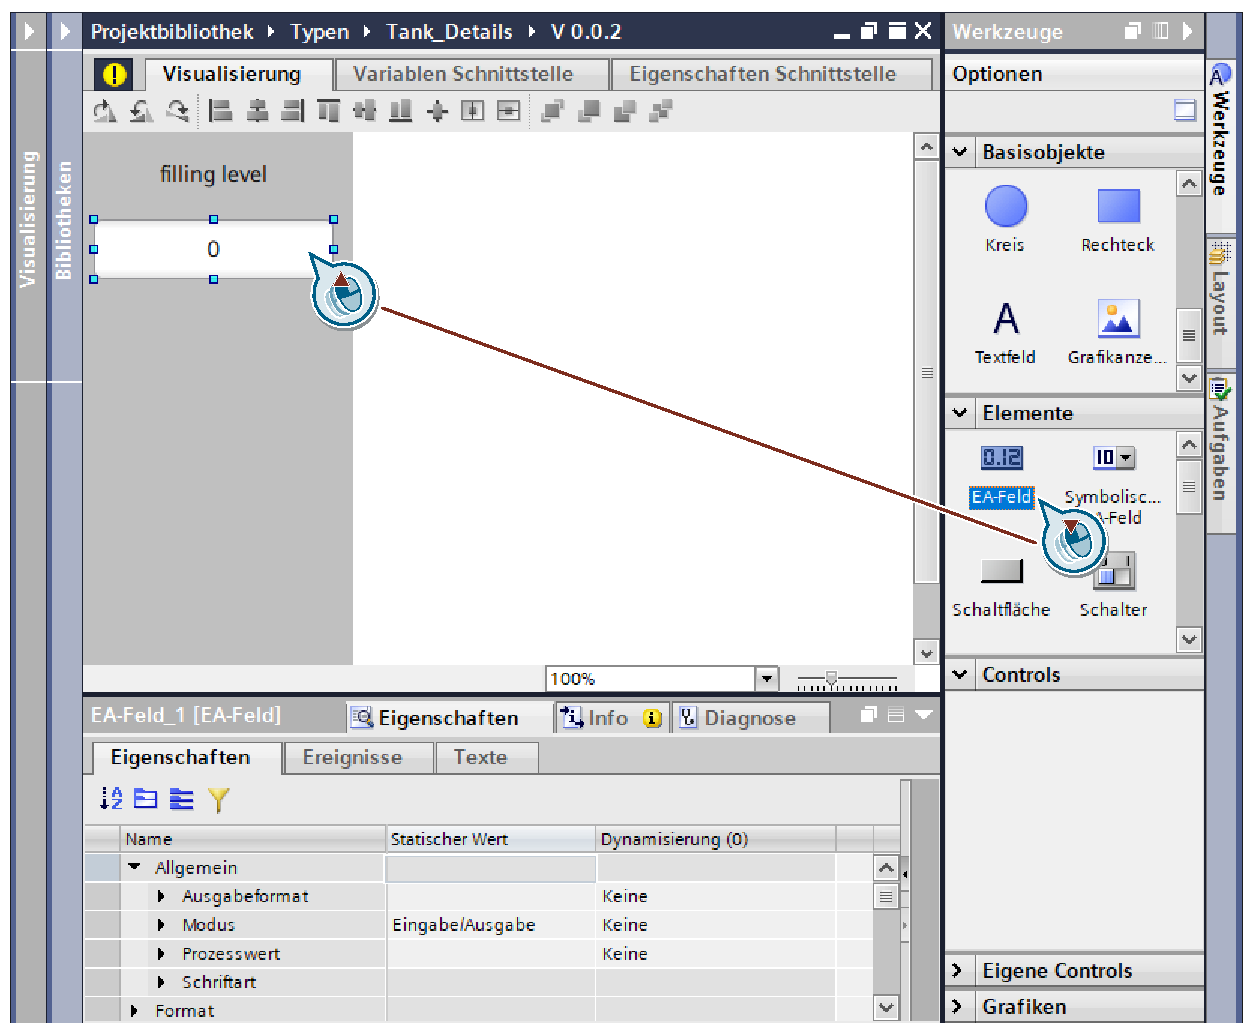 Projektbibliothek Typen Tank_Details V 0.0.2
Visualisierung
Variablen Schnittstelle
Eigenschaften Schnittstelle
Visualisierung
Bibliotheken
filling level
0
100%
Werkzeuge
Optionen
Basisobjekte
Kreis
Rechteck
A
Textfeld
Grafikanze...
Elemente
0.12
10
EA-Feld
Symbolisc...
A-Feld
Schaltfläche
Schalter
Controls
Eigene Controls
Grafiken
Werkzeuge
Layout
Aufgaben
EA-Feld_1 [EA-Feld]
Eigenschaften
Info
Diagnose
Eigenschaften
Ereignisse
Texte
Name Statischer Wert Dynamisierung (0)
Allgemein
Ausgabeformat Keine
Modus Eingabe/Ausgabe Keine
Prozesswert Keine
Schriftart
Format